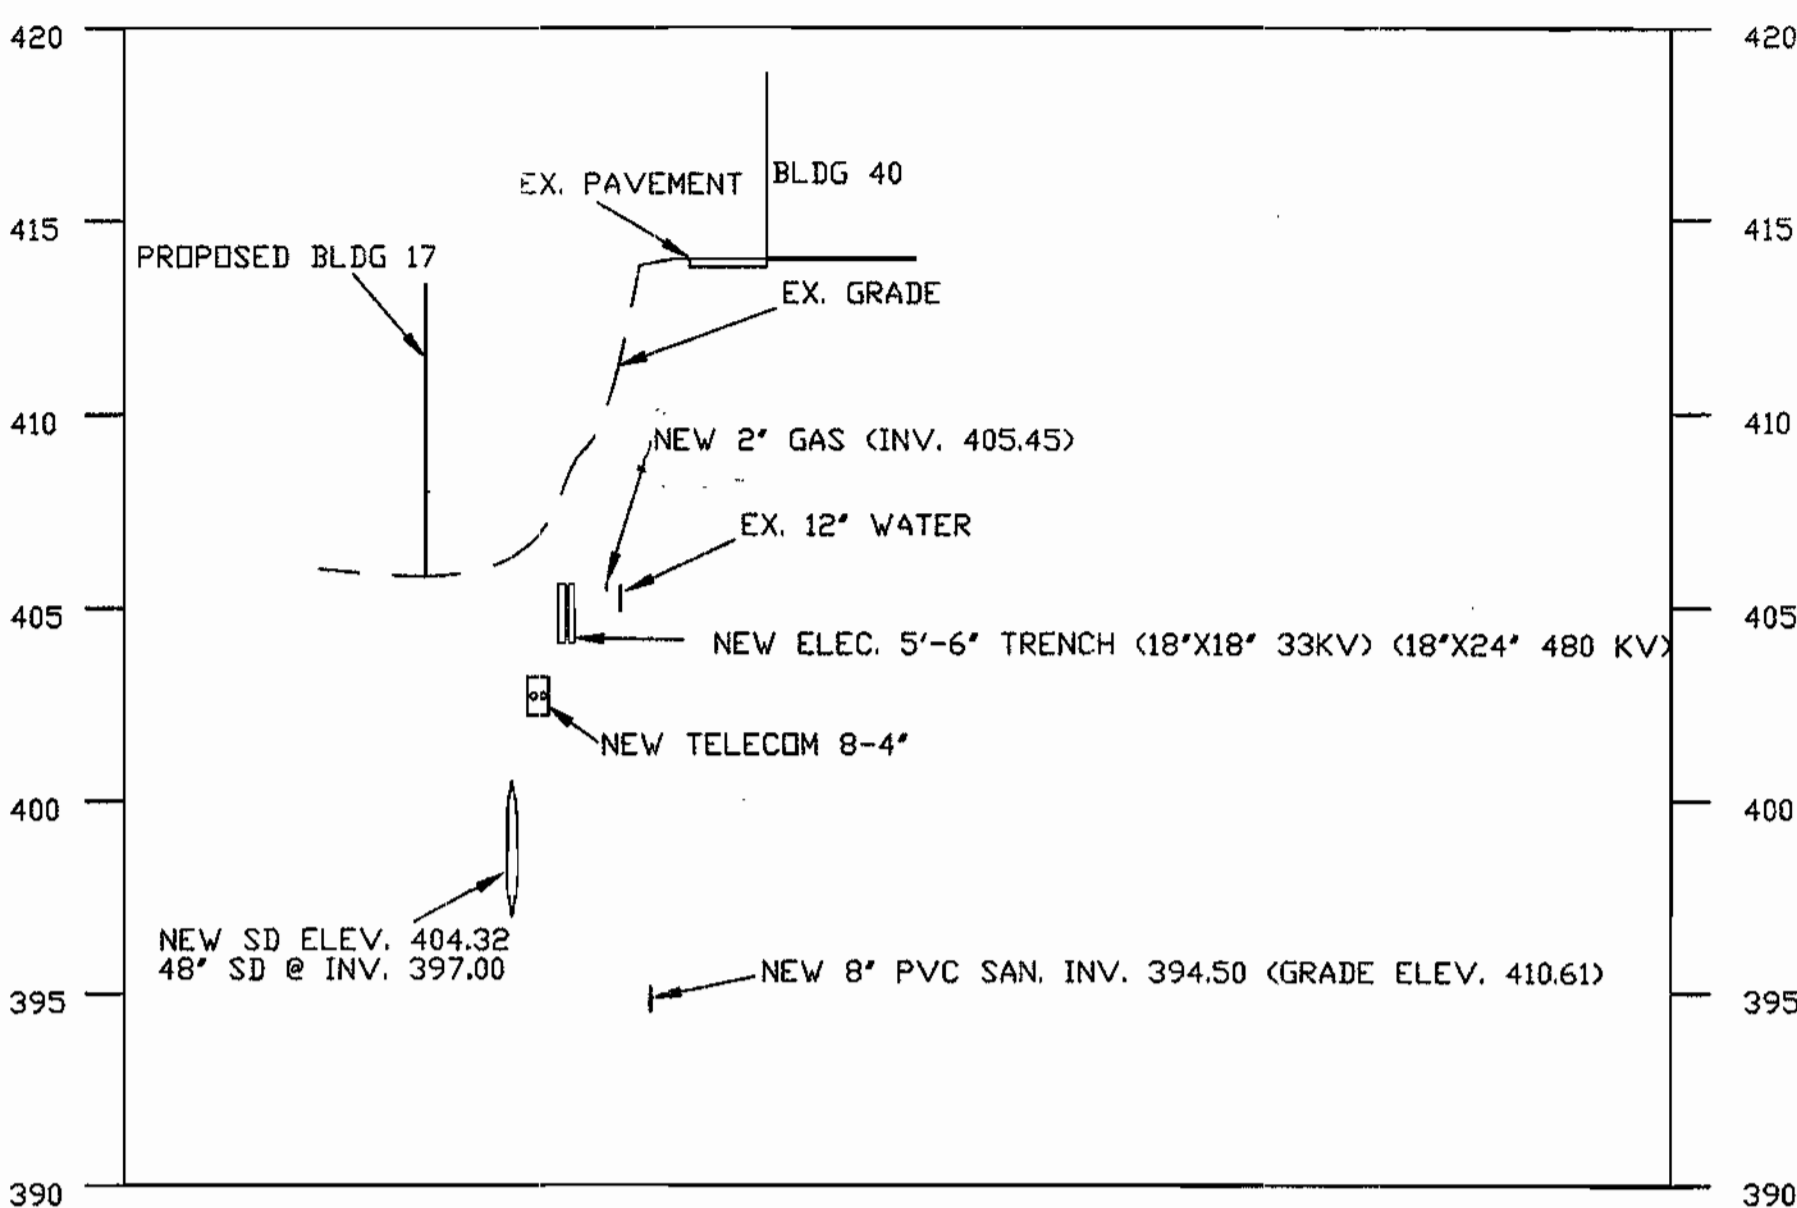 420
420
BLDG 40
EX. PAVEMENT
415
415
PROPOSED BLDG 17
EX. GRADE
410
410
NEW 2" GAS (INV. 405.45)
EX. 12" WATER
405
405
NEW ELEC. 5'-6" TRENCH (18"X18" 33KV) (18"X24" 480 KV)
NEW TELECOM 8-4"
400
400
NEW SD ELEV. 404.32
48" SD @ INV. 397.00
NEW 8" PVC SAN. INV. 394.50 (GRADE ELEV. 410.61)
395
395
390
390